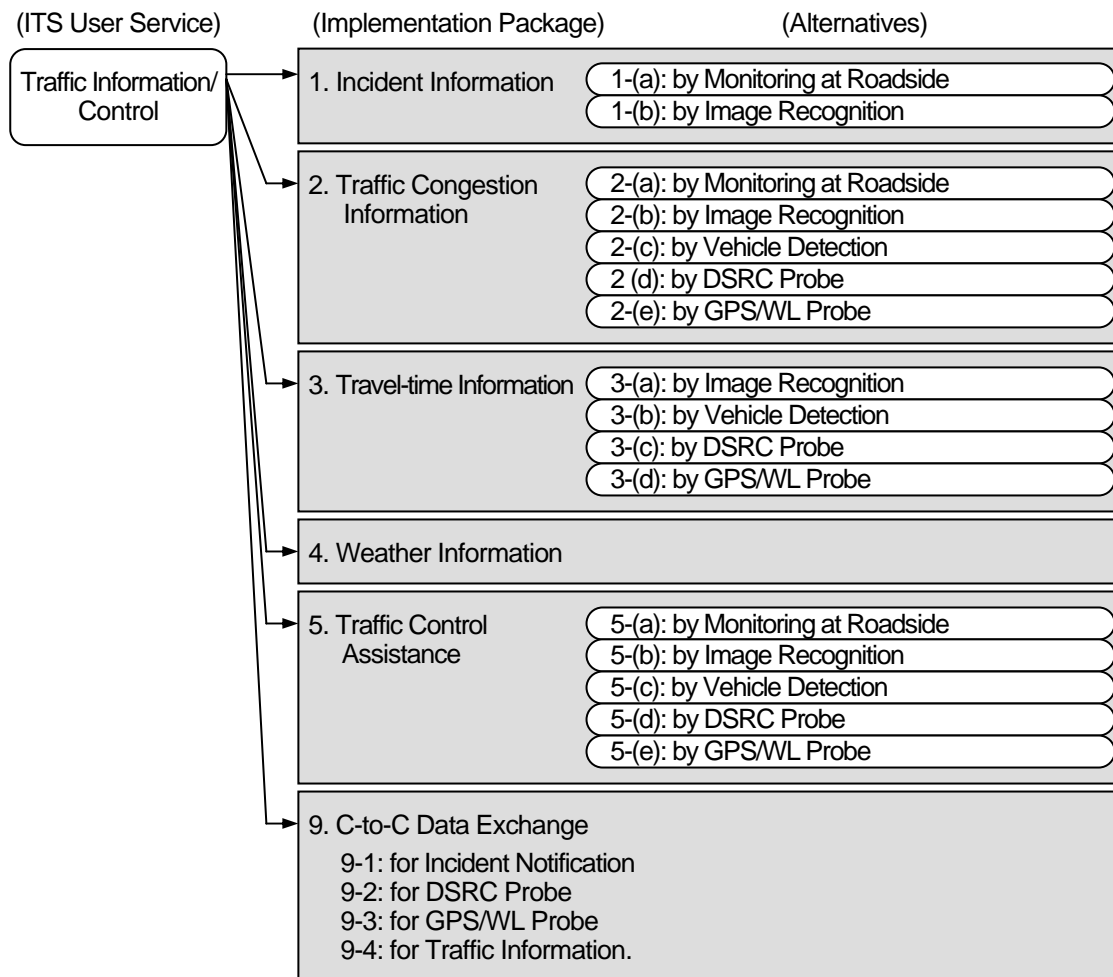 (ITS User Service)
(Implementation Package)
(Alternatives)
Traffic Information/
Control
1. Incident Information
1-(a): by Monitoring at Roadside
1-(b): by Image Recognition
2. Traffic Congestion
Information
2-(a): by Monitoring at Roadside
2-(b): by Image Recognition
2-(c): by Vehicle Detection
2 (d): by DSRC Probe
2-(e): by GPS/WL Probe
3. Travel-time Information
3-(a): by Image Recognition
3-(b): by Vehicle Detection
3-(c): by DSRC Probe
3-(d): by GPS/WL Probe
4. Weather Information
5. Traffic Control
Assistance
5-(a): by Monitoring at Roadside
5-(b): by Image Recognition
5-(c): by Vehicle Detection
5-(d): by DSRC Probe
5-(e): by GPS/WL Probe
9. C-to-C Data Exchange
9-1: for Incident Notification
9-2: for DSRC Probe
9-3: for GPS/WL Probe
9-4: for Traffic Information.